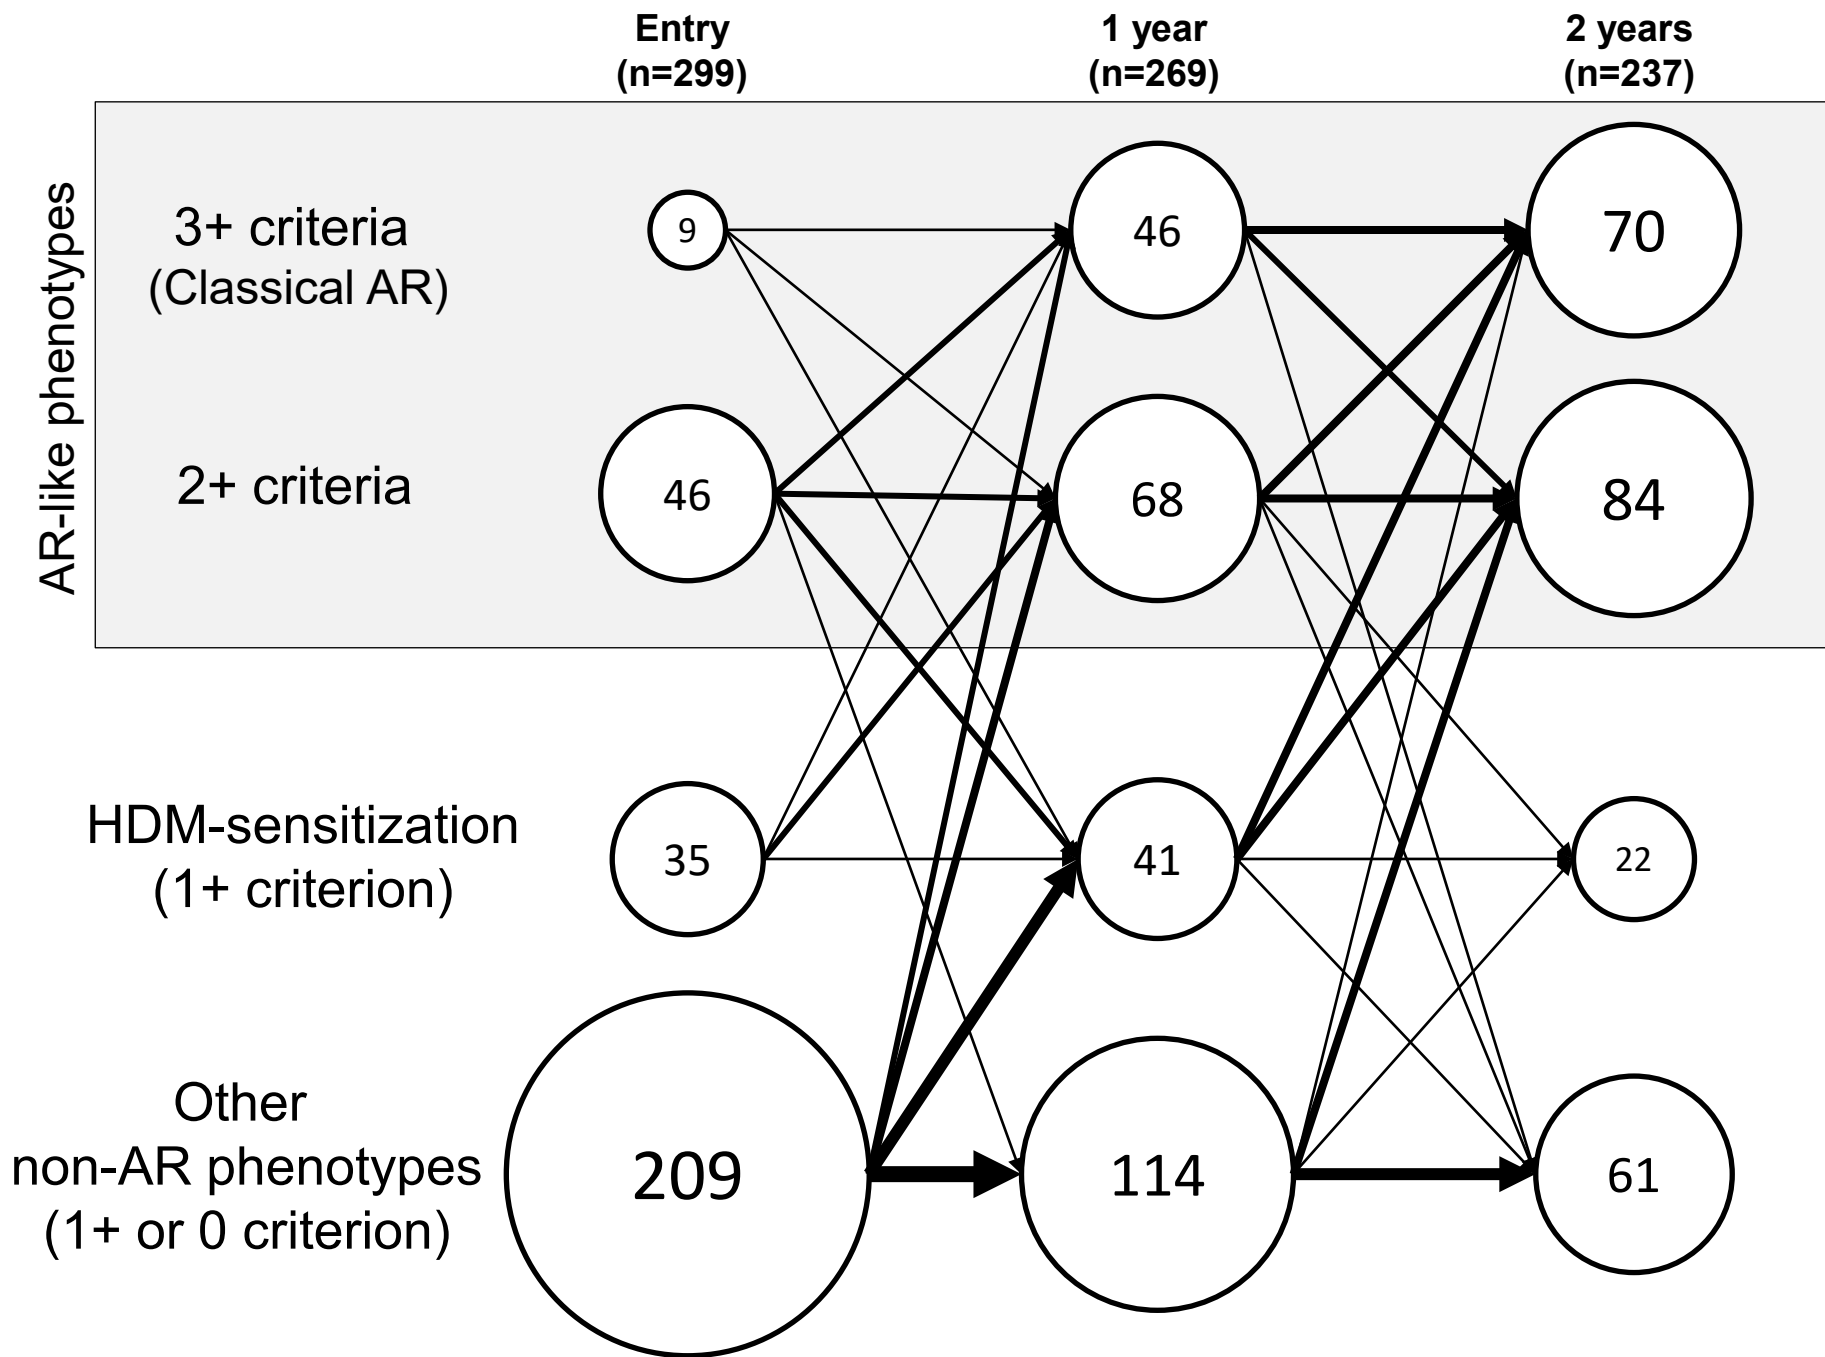 Entry
(n=299)
1 year
(n=269)
2 years
(n=237)
AR-like phenotypes
3+ criteria
(Classical AR)
9
46
70
2+ criteria
46
68
84
HDM-sensitization
(1+ criterion)
35
41
22
Other
non-AR phenotypes
(1+ or 0 criterion)
209
114
61